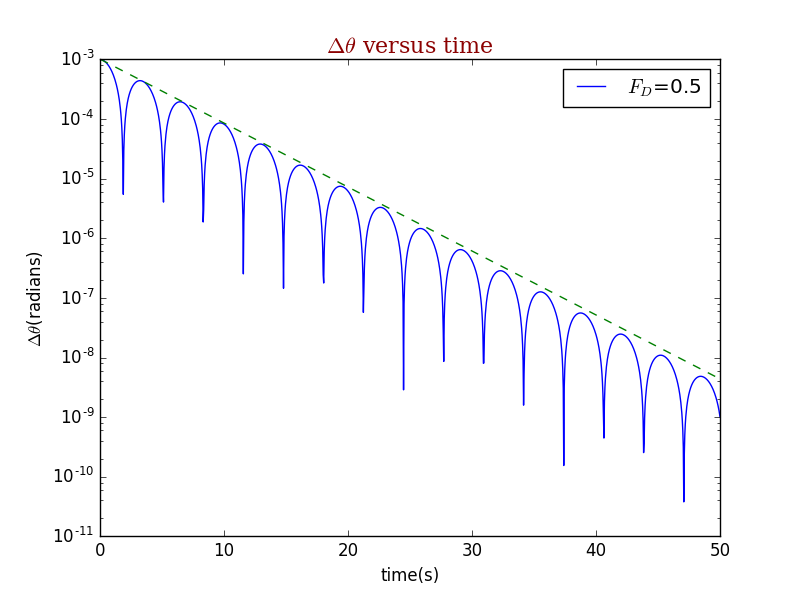 Δθ versus time
10⁻³
10⁻⁴
10⁻⁵
10⁻⁶
10⁻⁷
10⁻⁸
10⁻⁹
10⁻¹⁰
10⁻¹¹
Δθ(radians)
F_D=0.5
0 10 20 30 40 50
time(s)